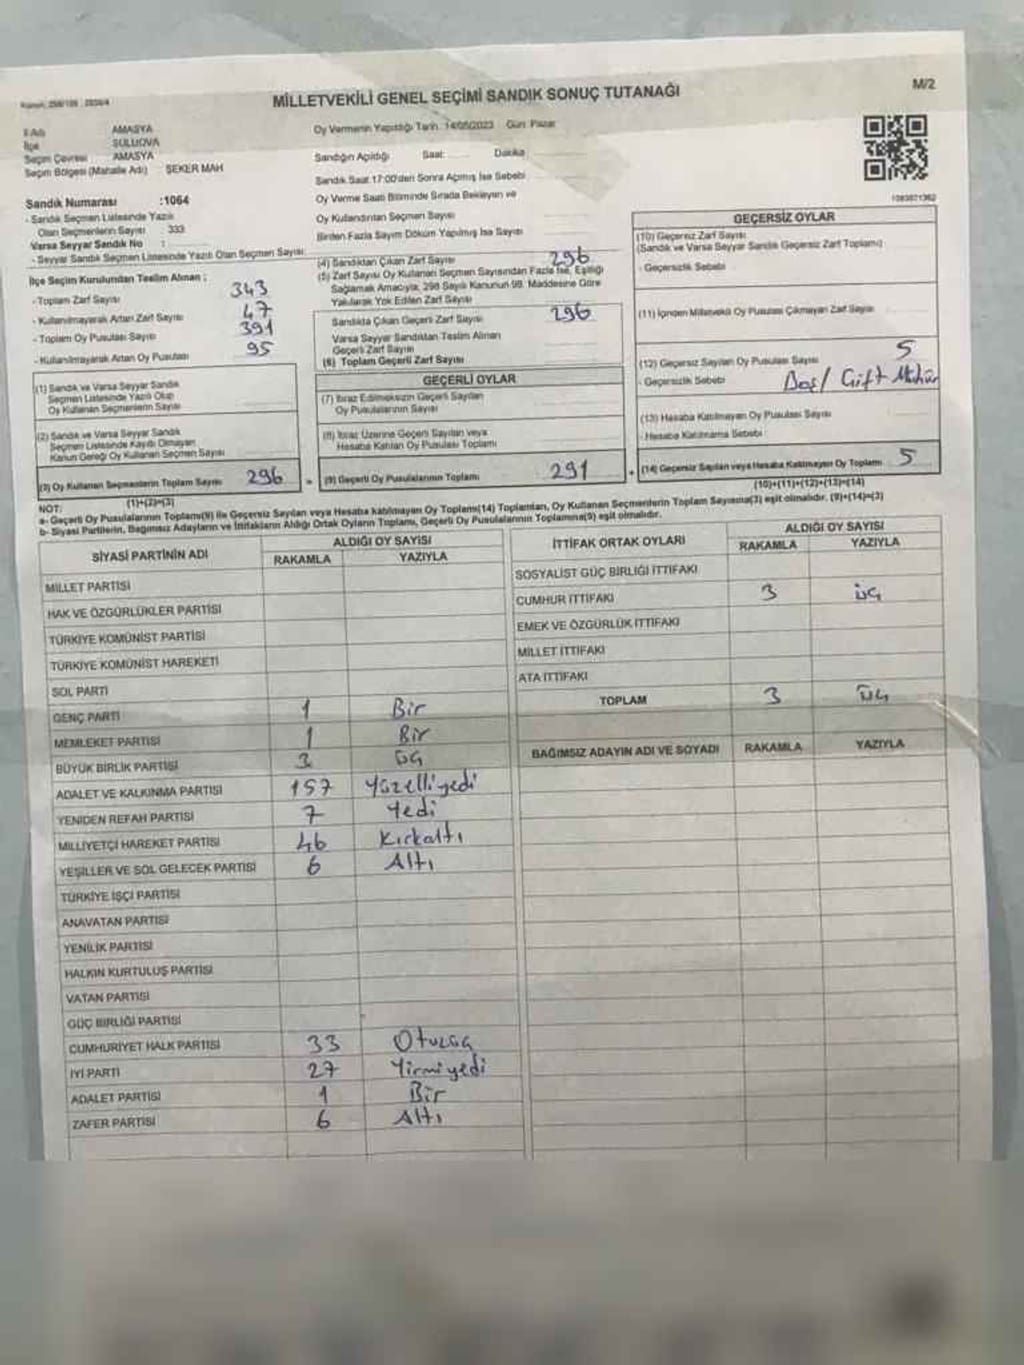 MİLLETVEKİLİ GENEL SEÇİMİ SANDIK SONUÇ TUTANAĞI
M/2
İl Adı AMASYA
İlçe SULUOVA
Seçim Çevresi AMASYA
Seçim Bölgesi (Mahalle Adı) ŞEKER MAH
Sandık Numarası :1064
- Sandık Seçmen Listesinde Yazılı
Olan Seçmenlerin Sayısı 333
Varsa Seyyar Sandık No :
- Seyyar Sandık Seçmen Listesinde Yazılı Olan Seçmen Sayısı:
İlçe Seçim Kurulundan Teslim Alınan ;
- Toplam Zarf Sayısı 343
- Kullanılmayarak Artan Zarf Sayısı 47
- Toplam Oy Pusulası Sayısı 391
- Kullanılmayarak Artan Oy Pusulası 95
(1) Sandık ve Varsa Seyyar Sandık
Seçmen Listesinde Yazılı Olup
Oy Kullanan Seçmenlerin Sayısı
(2) Sandık ve Varsa Seyyar Sandık
Seçmen Listesinde Kaydı Olmayan
Kanun Gereği Oy Kullanan Seçmen Sayısı
(3) Oy Kullanan Seçmenlerin Toplam Sayısı 296
(1)+(2)=(3)
Oy Vermenin Yapıldığı Tarih: 14/05/2023 Gün: Pazar
Sandığın Açıldığı Saat: Dakika
Sandık Saat 17:00'den Sonra Açılmış İse Sebebi
Oy Verme Saati Bitiminde Sırada Bekleyen ve
Oy Kullandırılan Seçmen Sayısı
Birden Fazla Sayım Döküm Yapılmış İse Sayısı
(4) Sandıktan Çıkan Zarf Sayısı 296
(5) Zarf Sayısı Oy Kullanan Seçmen Sayısından Fazla İse, Eşitliği
Sağlamak Amacıyla, 298 Sayılı Kanunun 98. Maddesine Göre
Yakılarak Yok Edilen Zarf Sayısı
Sandıkta Çıkan Geçerli Zarf Sayısı 296
Varsa Seyyar Sandıktan Teslim Alınan
Geçerli Zarf Sayısı
(6) Toplam Geçerli Zarf Sayısı
GEÇERLİ OYLAR
(7) İtiraz Edilmeksizin Geçerli Sayılan
Oy Pusulalarının Sayısı
(8) İtiraz Üzerine Geçerli Sayılan veya
Hesaba Katılan Oy Pusulası Toplamı
= (9) Geçerli Oy Pusulalarının Toplamı 291
1083871362
GEÇERSİZ OYLAR
(10) Geçersiz Zarf Sayısı
(Sandık ve Varsa Seyyar Sandık Geçersiz Zarf Toplamı)
- Geçersizlik Sebebi
(11) İçinden Milletvekili Oy Pusulası Çıkmayan Zarf Sayısı
(12) Geçersiz Sayılan Oy Pusulası Sayısı 5
- Geçersizlik Sebebi Boş/ Çift Mühür
(13) Hesaba Katılmayan Oy Pusulası Sayısı
- Hesaba Katılmama Sebebi
+ (14) Geçersiz Sayılan veya Hesaba Katılmayan Oy Toplamı 5
(10)+(11)+(12)+(13)=(14)
NOT:
a- Geçerli Oy Pusulalarının Toplamı(9) ile Geçersiz Sayılan veya Hesaba katılmayan Oy Toplamı(14) Toplamları, Oy Kullanan Seçmenlerin Toplam Sayısına(3) eşit olmalıdır. (9)+(14)=(3)
b- Siyasi Partilerin, Bağımsız Adayların ve İttifakların Aldığı Ortak Oyların Toplamı, Geçerli Oy Pusulalarının Toplamına(9) eşit olmalıdır.
SİYASİ PARTİNİN ADI ALDIĞI OY SAYISI
RAKAMLA YAZIYLA
MİLLET PARTİSİ
HAK VE ÖZGÜRLÜKLER PARTİSİ
TÜRKİYE KOMÜNİST PARTİSİ
TÜRKİYE KOMÜNİST HAREKETİ
SOL PARTİ
GENÇ PARTİ 1 Bir
MEMLEKET PARTİSİ 1 Bir
BÜYÜK BİRLİK PARTİSİ 3 üç
ADALET VE KALKINMA PARTİSİ 157 Yüzelliyedi
YENİDEN REFAH PARTİSİ 7 Yedi
MİLLİYETÇİ HAREKET PARTİSİ 46 Kırkaltı
YEŞİLLER VE SOL GELECEK PARTİSİ 6 Altı
TÜRKİYE İŞÇİ PARTİSİ
ANAVATAN PARTİSİ
YENİLİK PARTİSİ
HALKIN KURTULUŞ PARTİSİ
VATAN PARTİSİ
GÜÇ BİRLİĞİ PARTİSİ
CUMHURİYET HALK PARTİSİ 33 Otuzüç
İYİ PARTİ 27 Yirmiyedi
ADALET PARTİSİ 1 Bir
ZAFER PARTİSİ 6 Altı
İTTİFAK ORTAK OYLARI ALDIĞI OY SAYISI
RAKAMLA YAZIYLA
SOSYALİST GÜÇ BİRLİĞİ İTTİFAKI
CUMHUR İTTİFAKI 3 üç
EMEK VE ÖZGÜRLÜK İTTİFAKI
MİLLET İTTİFAKI
ATA İTTİFAKI
TOPLAM 3 üç
BAĞIMSIZ ADAYIN ADI VE SOYADI RAKAMLA YAZIYLA